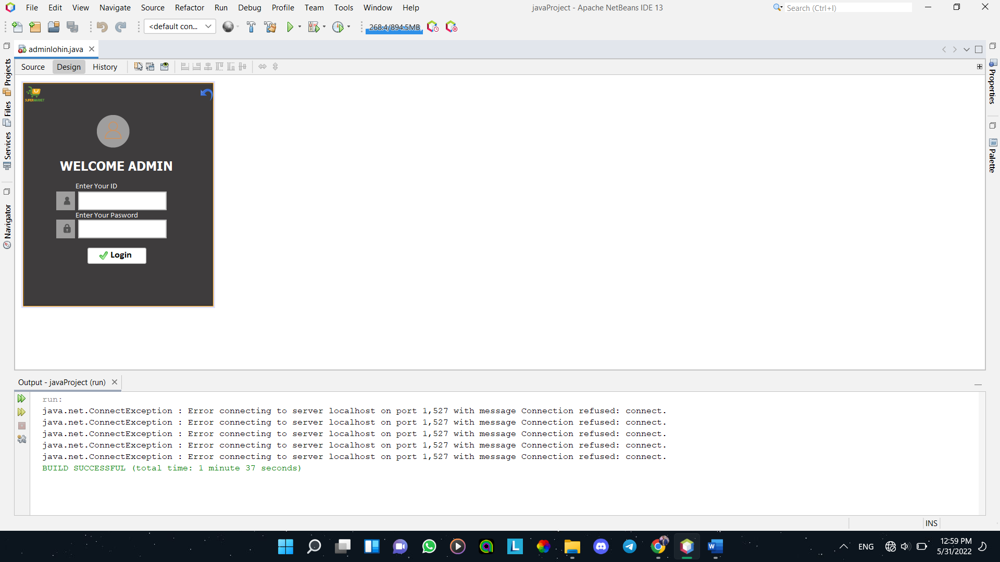 File Edit View Navigate Source Refactor Run Debug Profile Team Tools Window Help
javaProject - Apache NetBeans IDE 13
Search (Ctrl+I)
<default con...
268.4/894.5MB
adminlohin.java
Source Design History
Projects
Files
Services
Navigator
Properties
Palette
SUPERMARKET
WELCOME ADMIN
Enter Your ID
Enter Your Pasword
Login
Output - javaProject (run)
run:
java.net.ConnectException : Error connecting to server localhost on port 1,527 with message Connection refused: connect.
java.net.ConnectException : Error connecting to server localhost on port 1,527 with message Connection refused: connect.
java.net.ConnectException : Error connecting to server localhost on port 1,527 with message Connection refused: connect.
java.net.ConnectException : Error connecting to server localhost on port 1,527 with message Connection refused: connect.
java.net.ConnectException : Error connecting to server localhost on port 1,527 with message Connection refused: connect.
BUILD SUCCESSFUL (total time: 1 minute 37 seconds)
INS
ENG
12:59 PM
5/31/2022